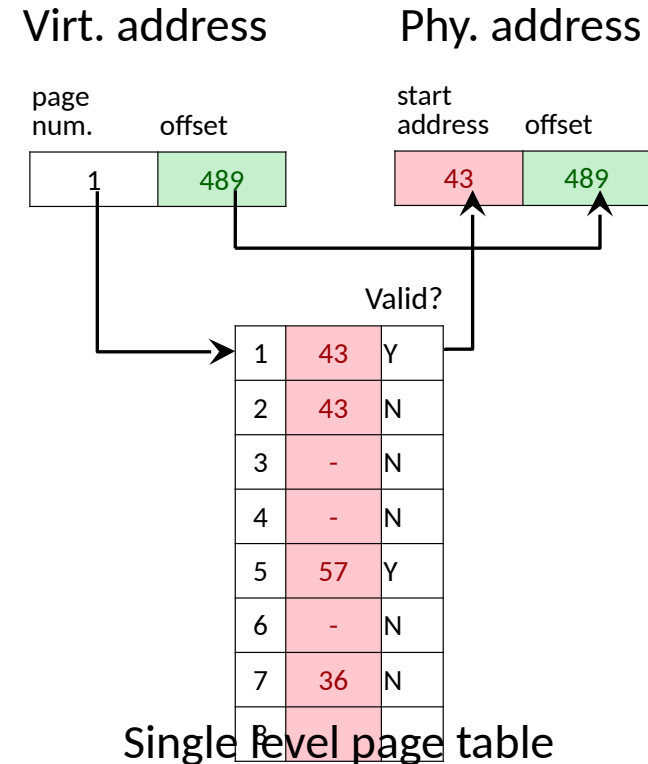 Virt. address
Phy. address
page num.
offset
start address
offset
1
489
43
489
Valid?
1 43 Y
2 43 N
3 - N
4 - N
5 57 Y
6 - N
7 36 N
8
Single level page table